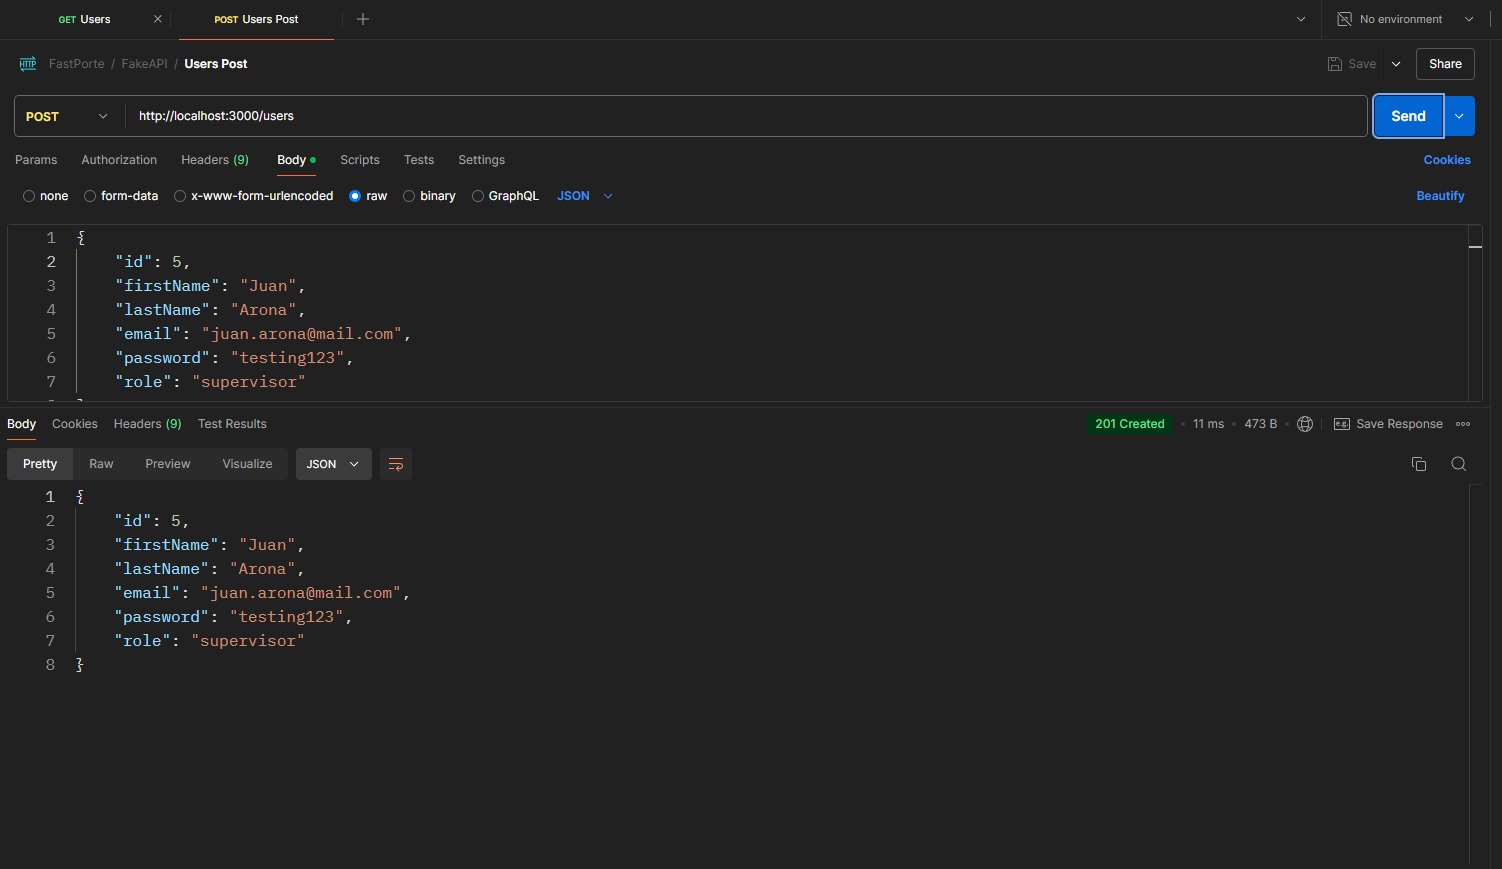 GET Users
POST Users Post
No environment
HTTP FastPorte / FakeAPI / Users Post
Save
Share
POST http://localhost:3000/users
Send
Params Authorization Headers (9) Body Scripts Tests Settings
Cookies
none form-data x-www-form-urlencoded raw binary GraphQL JSON
Beautify
1 {
2 "id": 5,
3 "firstName": "Juan",
4 "lastName": "Arona",
5 "email": "juan.arona@mail.com",
6 "password": "testing123",
7 "role": "supervisor"
Body Cookies Headers (9) Test Results
201 Created 11 ms 473 B e.g. Save Response
Pretty Raw Preview Visualize JSON
1 {
2 "id": 5,
3 "firstName": "Juan",
4 "lastName": "Arona",
5 "email": "juan.arona@mail.com",
6 "password": "testing123",
7 "role": "supervisor"
8 }